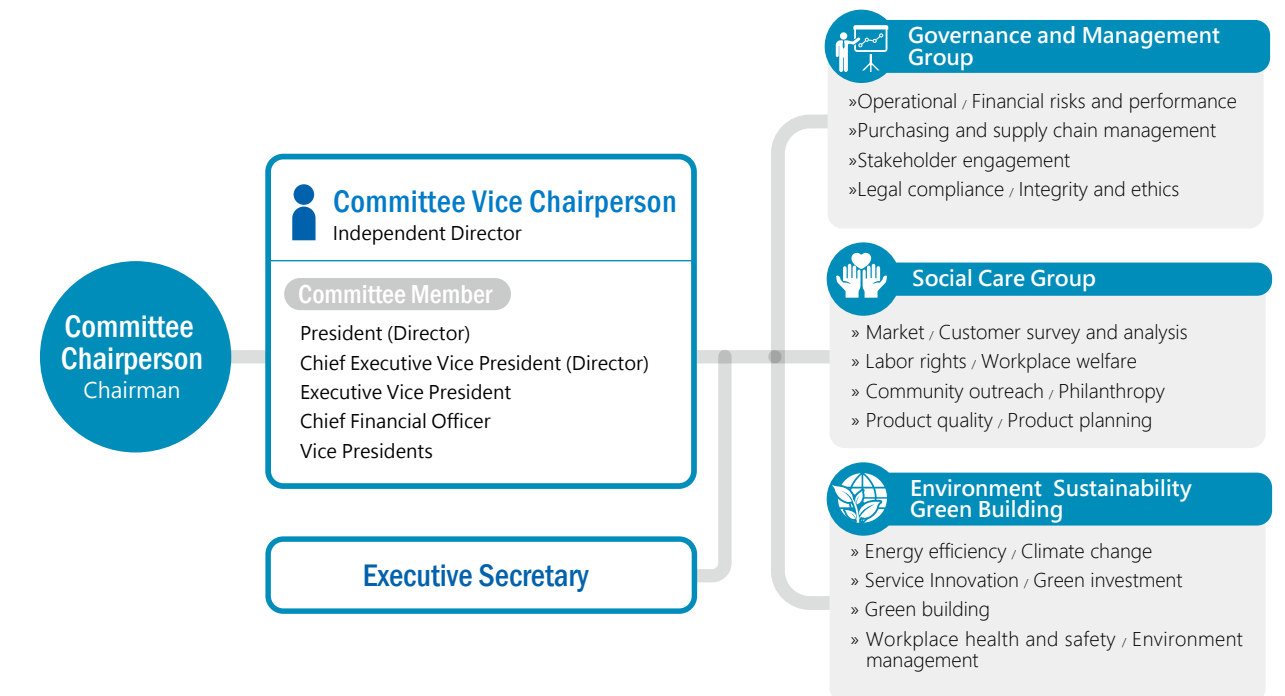 Committee
Chairperson
Chairman
Committee Vice Chairperson
Independent Director
Committee Member
President (Director)
Chief Executive Vice President (Director)
Executive Vice President
Chief Financial Officer
Vice Presidents
Executive Secretary
Governance and Management
Group
»Operational / Financial risks and performance
»Purchasing and supply chain management
»Stakeholder engagement
»Legal compliance / Integrity and ethics
Social Care Group
» Market / Customer survey and analysis
» Labor rights / Workplace welfare
» Community outreach / Philanthropy
» Product quality / Product planning
Environment Sustainability
Green Building
» Energy efficiency / Climate change
» Service Innovation / Green investment
» Green building
» Workplace health and safety / Environment
management